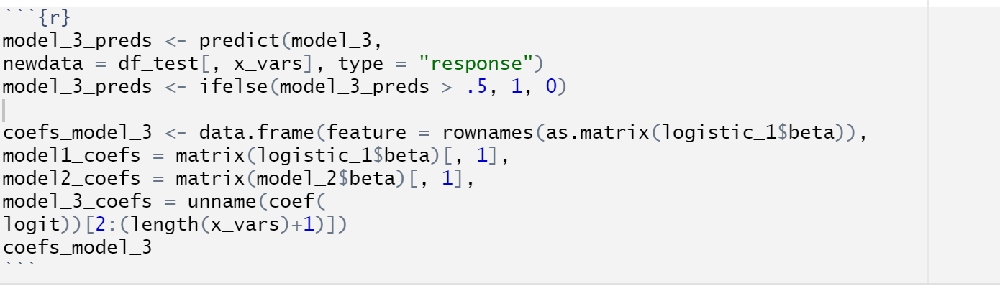 ```{r}
model_3_preds <- predict(model_3,
newdata = df_test[, x_vars], type = "response")
model_3_preds <- ifelse(model_3_preds > .5, 1, 0)
coefs_model_3 <- data.frame(feature = rownames(as.matrix(logistic_1$beta)),
model1_coefs = matrix(logistic_1$beta)[, 1],
model2_coefs = matrix(model_2$beta)[, 1],
model_3_coefs = unname(coef(
logit))[2:(length(x_vars)+1)])
coefs_model_3
```